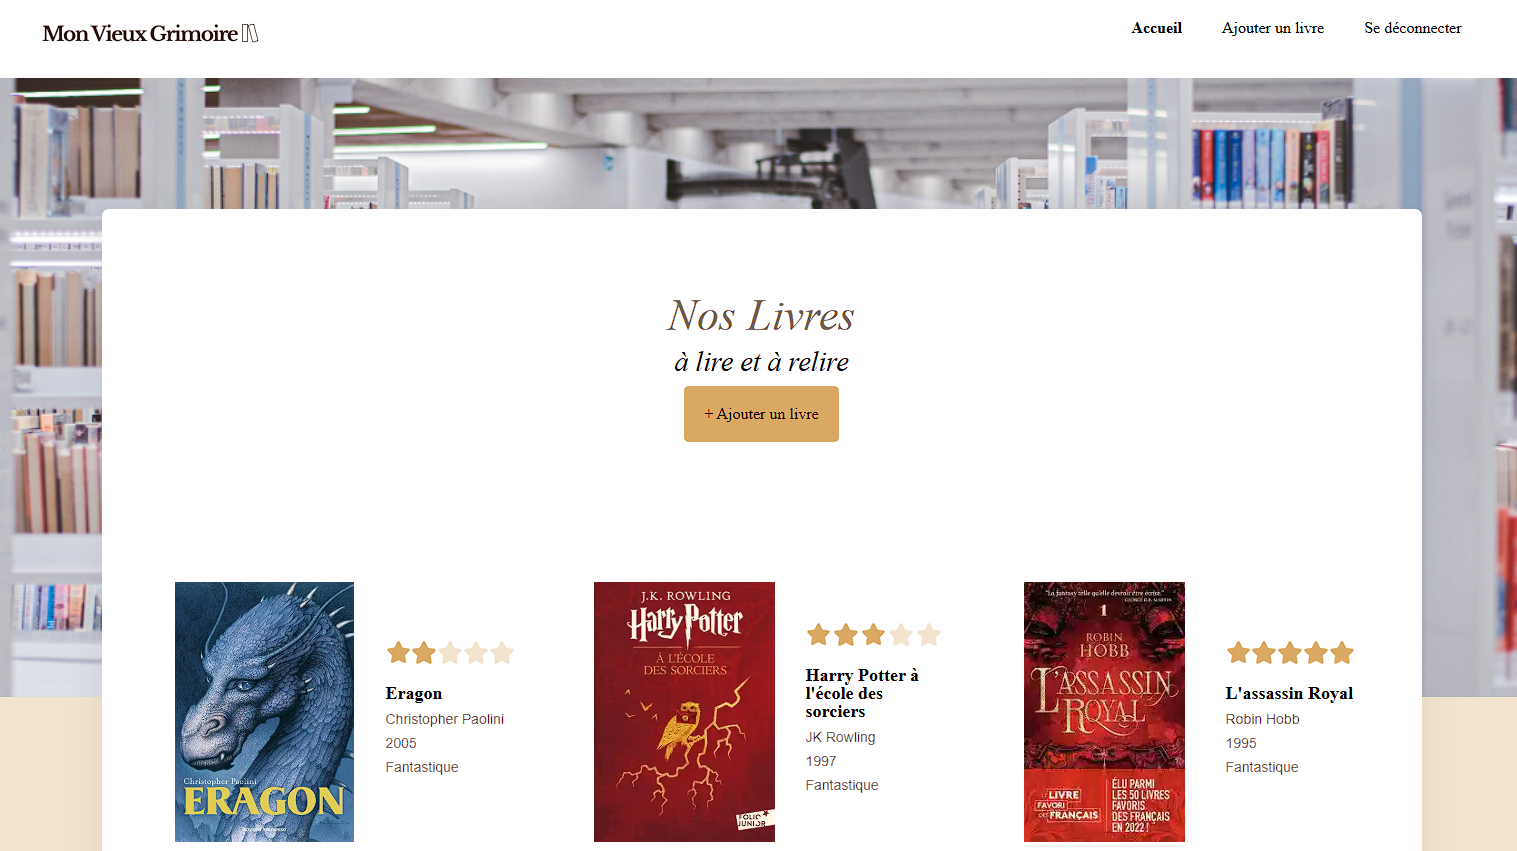 Mon Vieux Grimoire
Accueil
Ajouter un livre
Se déconnecter
Nos Livres
à lire et à relire
+ Ajouter un livre
Christopher Paolini
ERAGON
Bayard Jeunesse
Eragon
Christopher Paolini
2005
Fantastique
J.K. ROWLING
Harry Potter
À L'ÉCOLE
DES SORCIERS
FOLIO
JUNIOR
Harry Potter à
l'école des
sorciers
JK Rowling
1997
Fantastique
"La fantasy telle qu'elle devrait être écrite."
GEORGE R.R. MARTIN
1
ROBIN
HOBB
L'ASSASSIN
ROYAL
LE LIVRE
FAVORI
DES FRANÇAIS
ÉLU PARMI
LES 50 LIVRES
FAVORIS
DES FRANÇAIS
EN 2022 !
L'assassin Royal
Robin Hobb
1995
Fantastique